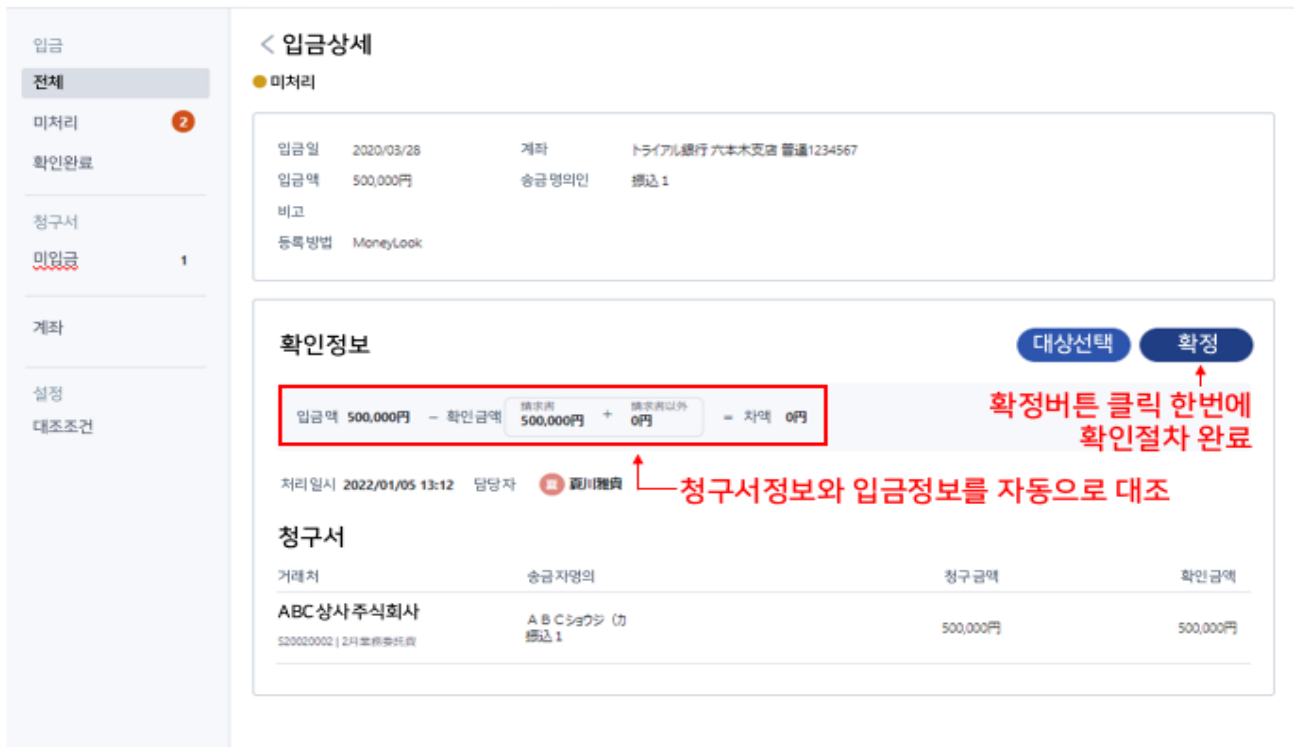 입금
전체
미처리 2
확인완료
청구서
미입금 1
계좌
설정
대조조건
< 입금상세
미처리
입금일 2020/03/28 계좌 トライアル銀行 六本木支店 普通1234567
입금액 500,000円 송금명의인 振込 1
비고
등록방법 MoneyLook
확인정보 대상선택 확정
확정버튼 클릭 한번에
확인절차 완료
請求書 請求書以外
입금액 500,000円 – 확인금액 500,000円 + 0円 = 차액 0円
처리일시 2022/01/05 13:12 담당자
청구서정보와 입금정보를 자동으로 대조
청구서
거래처 송금자명의 청구금액 확인금액
ABC상사주식회사 ABCショウジ(カ 500,000円 500,000円
振込 1
S20020002 | 2月業務委託費